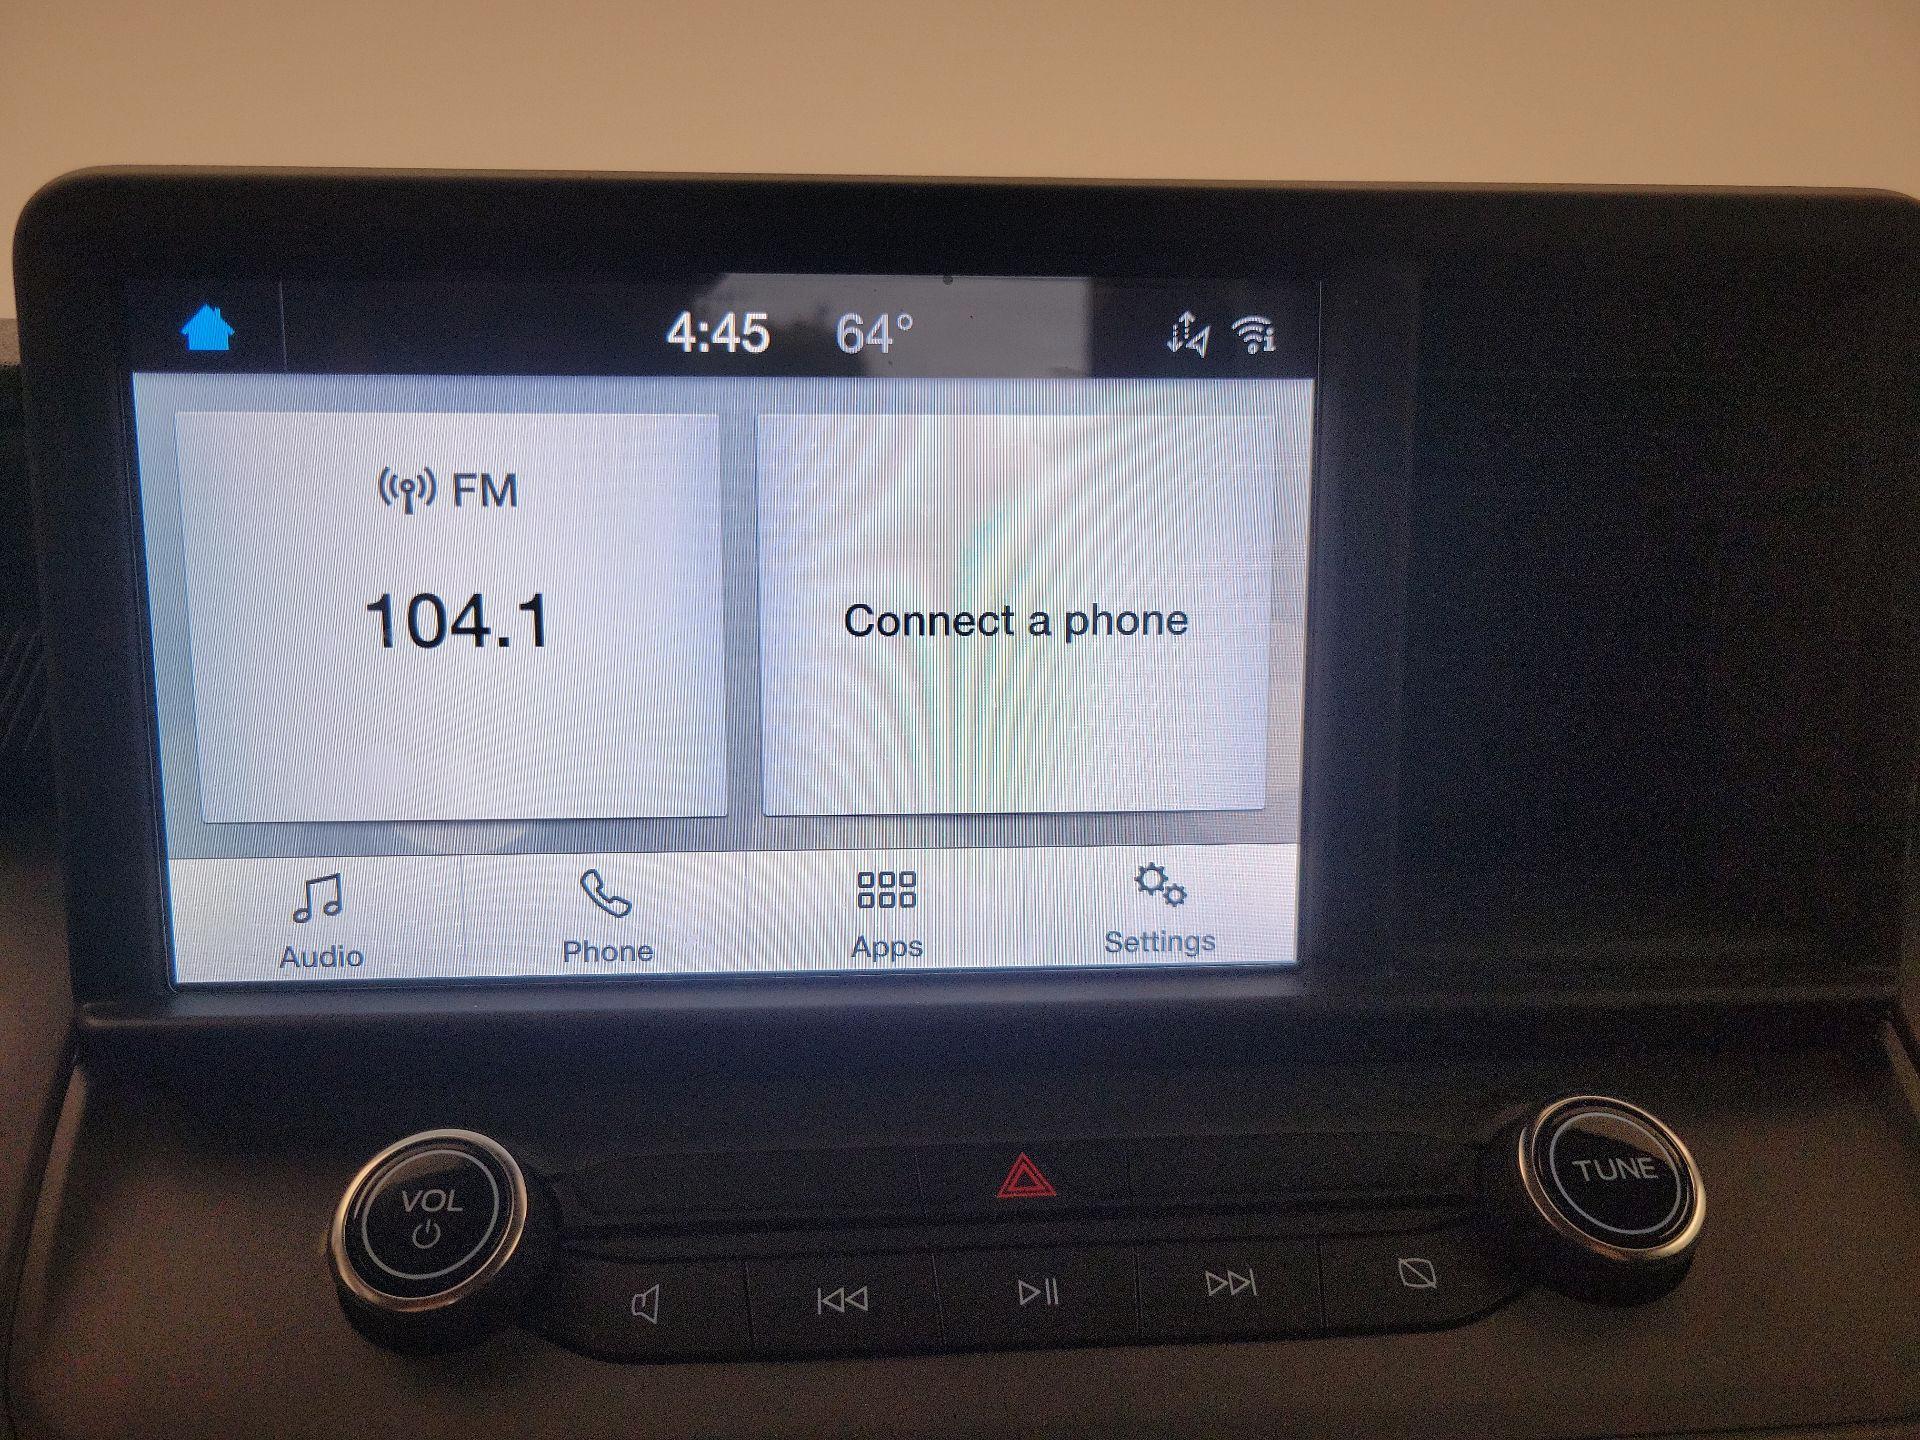 4:45 64°
FM
104.1
Connect a phone
Audio Phone Apps Settings
VOL
TUNE